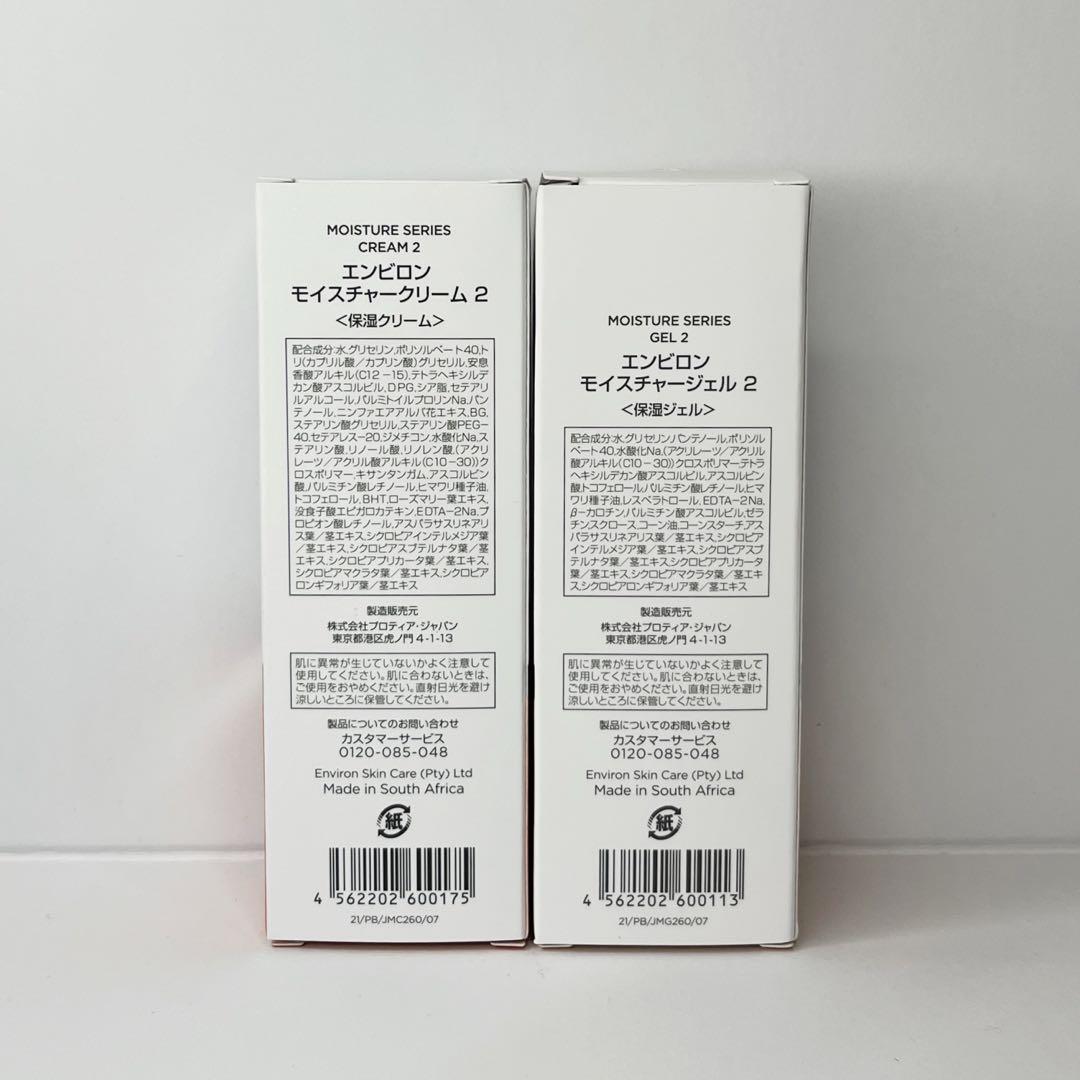 MOISTURE SERIES
CREAM 2
エンビロン
モイスチャークリーム 2
<保湿クリーム>
配合成分:水,グリセリン,ポリソルベート40,ト
リ(カプリル酸/カプリン酸)グリセリル,安息
香酸アルキル(C12-15),テトラヘキシルデ
カン酸アスコルビル,DPG,シア脂,セテアリ
ルアルコール,パルミトイルプロリンNa,パン
テノール,ニンファエアアルバ花エキス,BG,
ステアリン酸グリセリル,ステアリン酸PEG-
40,セテアレス-20,ジメチコン,水酸化Na,ス
テアリン酸,リノール酸,リノレン酸,(アクリ
レーツ/アクリル酸アルキル(C10-30))ク
ロスポリマー,キサンタンガム,アスコルビン
酸,パルミチン酸レチノール,ヒマワリ種子油,
トコフェロール,BHT,ローズマリー葉エキス,
没食子酸エピガロカテキン,EDTA-2Na,プ
ロピオン酸レチノール,アスパラサスリネアリ
ス葉/茎エキス,シクロピアインテルメジア葉
/茎エキス,シクロピアスブテルナタ葉/茎
エキス,シクロピアプリカータ葉/茎エキス,
シクロピアマクラタ葉/茎エキス,シクロピア
ロンギフォリア葉/茎エキス
製造販売元
株式会社プロティア・ジャパン
東京都港区虎ノ門 4-1-13
肌に異常が生じていないかよく注意して
使用してください。肌に合わないときは、
ご使用をおやめください。直射日光を避け
涼しいところに保管してください。
製品についてのお問い合わせ
カスタマーサービス
0120-085-048
Environ Skin Care (Pty) Ltd
Made in South Africa
紙
4 562202 600175
21/PB/JMC260/07
MOISTURE SERIES
GEL 2
エンビロン
モイスチャージェル 2
<保湿ジェル>
配合成分:水,グリセリン,パンテノール,ポリソル
ベート40,水酸化Na,(アクリレーツ/アクリル
酸アルキル(C10-30))クロスポリマー,テトラ
ヘキシルデカン酸アスコルビル,アスコルビン
酸,トコフェロール,パルミチン酸レチノール,ヒマ
ワリ種子油,レスベラトロール,EDTA-2Na,
β-カロチン,パルミチン酸アスコルビル,ゼラ
チン,スクロース,コーン油,コーンスターチ,アス
パラサスリネアリス葉/茎エキス,シクロピア
インテルメジア葉/茎エキス,シクロピアスブ
テルナタ葉/茎エキス,シクロピアプリカータ葉
/茎エキス,シクロピアマクラタ葉/茎エキ
ス,シクロピアロンギフォリア葉/茎エキス
製造販売元
株式会社プロティア・ジャパン
東京都港区虎ノ門 4-1-13
肌に異常が生じていないかよく注意して
使用してください。肌に合わないときは、
ご使用をおやめください。直射日光を避け
涼しいところに保管してください。
製品についてのお問い合わせ
カスタマーサービス
0120-085-048
Environ Skin Care (Pty) Ltd
Made in South Africa
紙
4 562202 600113
21/PB/JMG260/07